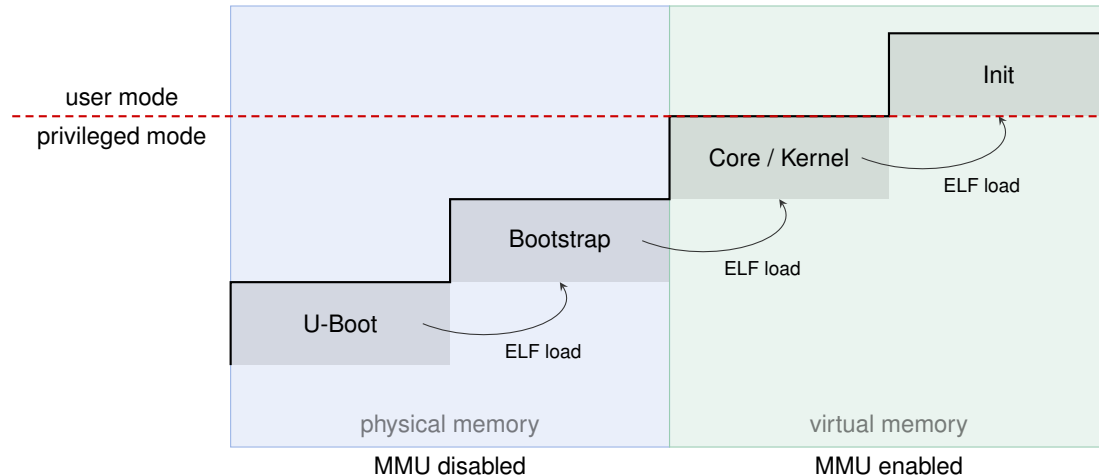 Init
user mode
privileged mode
Core / Kernel
ELF load
Bootstrap
ELF load
U-Boot
ELF load
physical memory
virtual memory
MMU disabled
MMU enabled